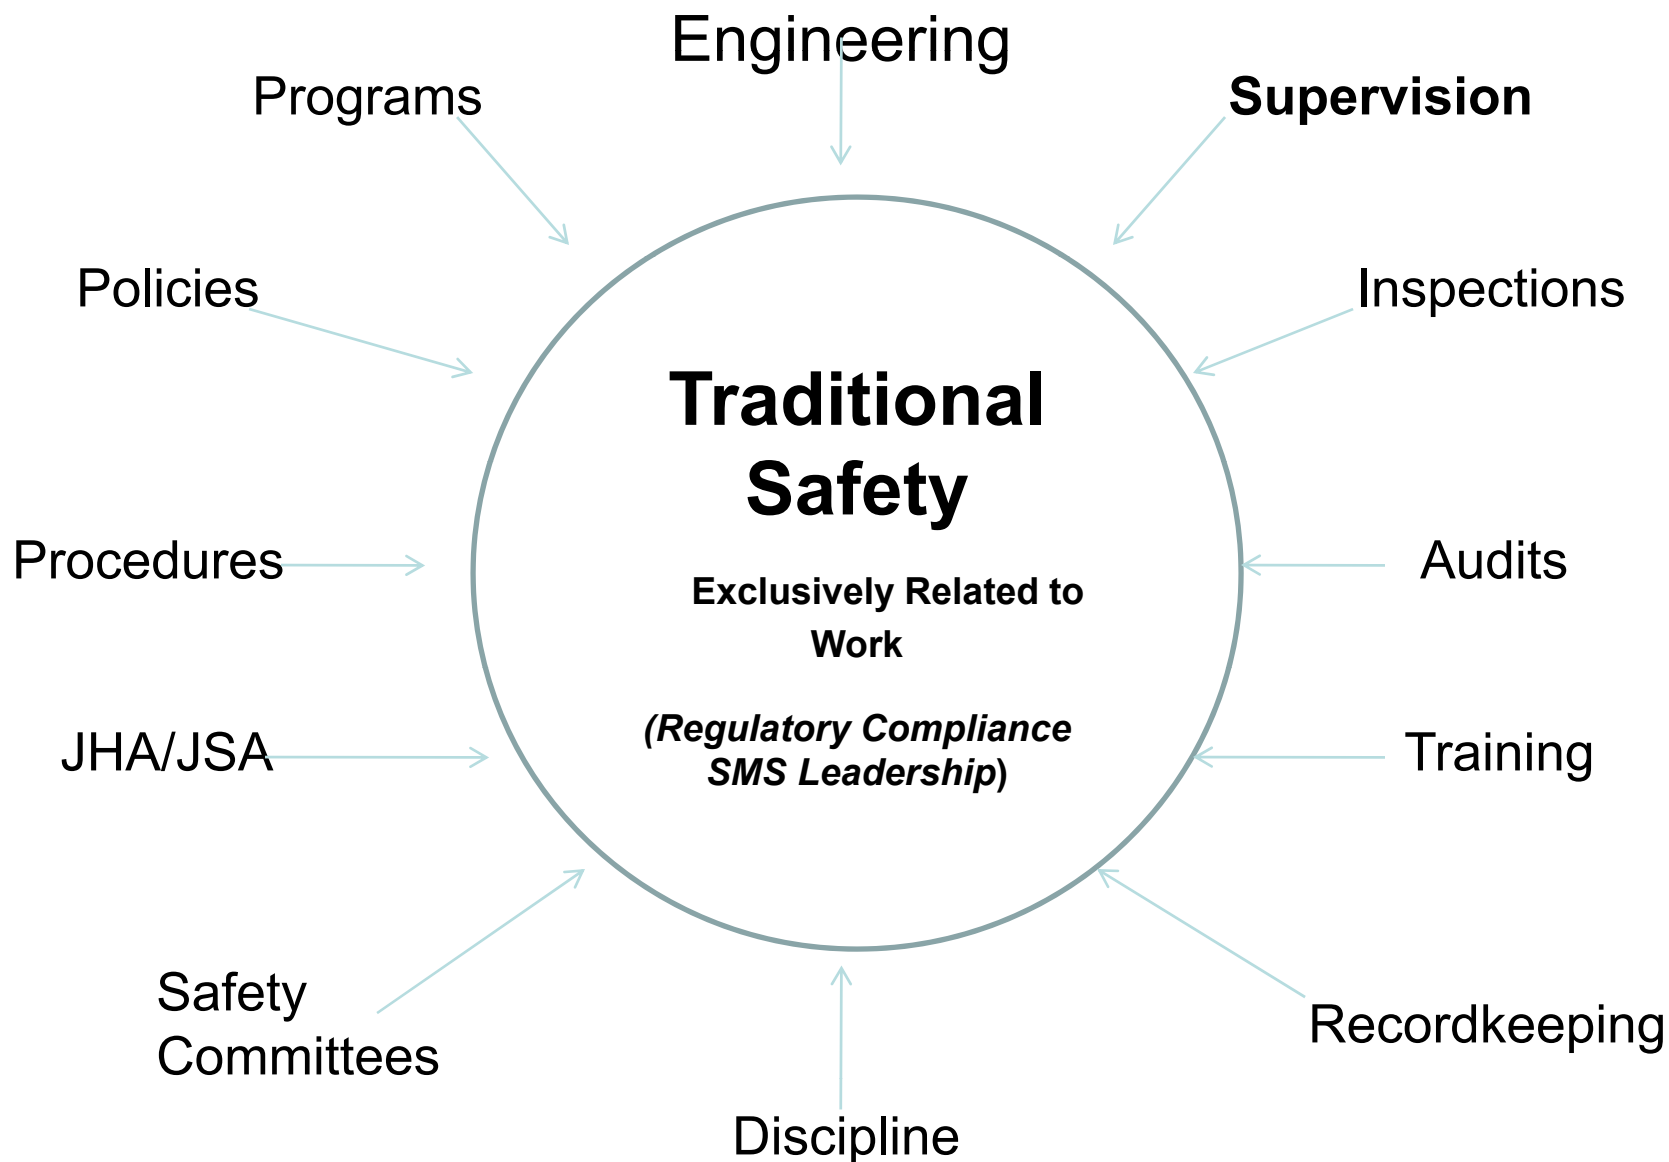 Engineering
Programs
Supervision
Policies
Inspections
Traditional
Safety
Exclusively Related to
Work
(Regulatory Compliance
SMS Leadership)
Procedures
Audits
JHA/JSA
Training
Safety
Committees
Recordkeeping
Discipline